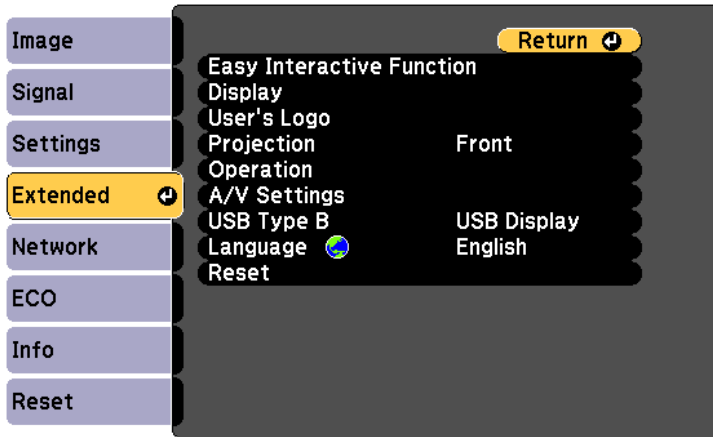 Image
Signal
Settings
Extended
Network
ECO
Info
Reset
Return
Easy Interactive Function
Display
User's Logo
Projection Front
Operation
A/V Settings
USB Type B USB Display
Language English
Reset